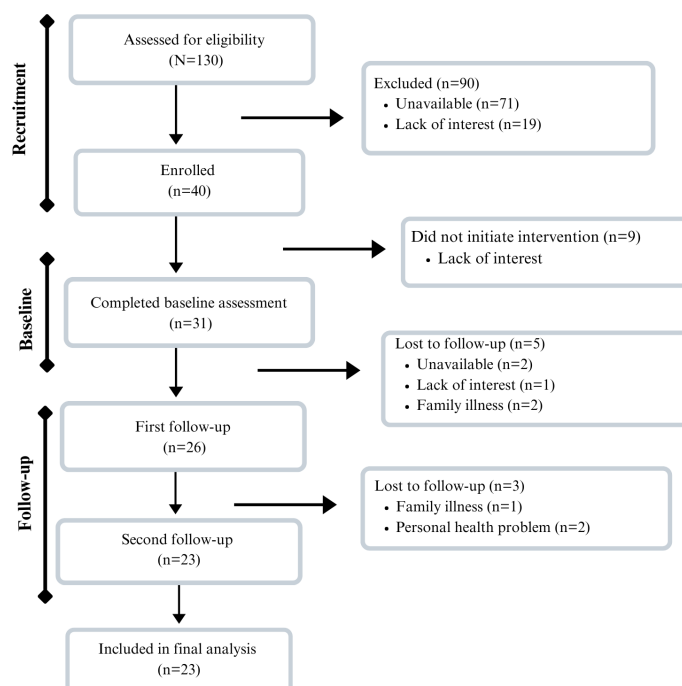 Recruitment
Assessed for eligibility
(N=130)
Excluded (n=90)
• Unavailable (n=71)
• Lack of interest (n=19)
Enrolled
(n=40)
Did not initiate intervention (n=9)
• Lack of interest
Baseline
Completed baseline assessment
(n=31)
Lost to follow-up (n=5)
• Unavailable (n=2)
• Lack of interest (n=1)
• Family illness (n=2)
Follow-up
First follow-up
(n=26)
Lost to follow-up (n=3)
• Family illness (n=1)
• Personal health problem (n=2)
Second follow-up
(n=23)
Included in final analysis
(n=23)